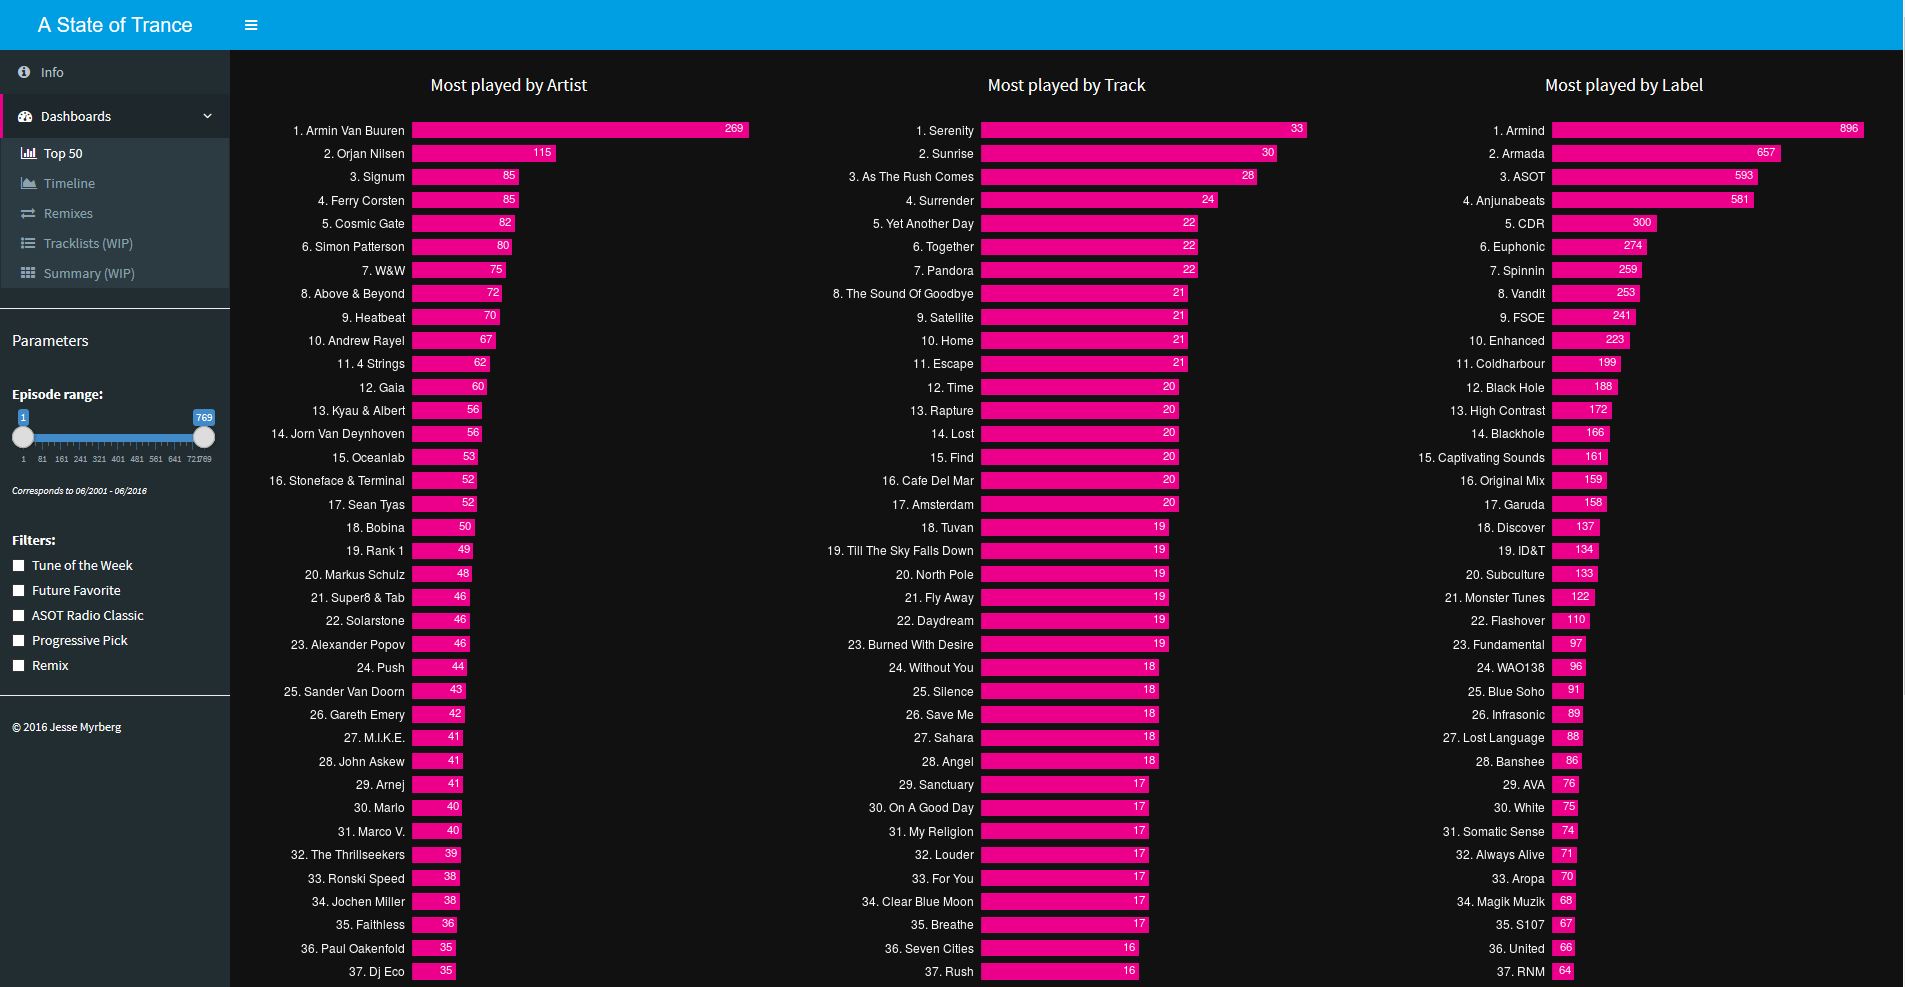 A State of Trance
Info
Dashboards
Top 50
Timeline
Remixes
Tracklists (WIP)
Summary (WIP)
Parameters
Episode range:
1 769
1 81 161 241 321 401 481 561 641 721 769
Corresponds to 06/2001 - 06/2016
Filters:
Tune of the Week
Future Favorite
ASOT Radio Classic
Progressive Pick
Remix
© 2016 Jesse Myrberg
Most played by Artist
1. Armin Van Buuren 269
2. Orjan Nilsen 115
3. Signum 85
4. Ferry Corsten 85
5. Cosmic Gate 82
6. Simon Patterson 80
7. W&W 75
8. Above & Beyond 72
9. Heatbeat 70
10. Andrew Rayel 67
11. 4 Strings 62
12. Gaia 60
13. Kyau & Albert 56
14. Jorn Van Deynhoven 56
15. Oceanlab 53
16. Stoneface & Terminal 52
17. Sean Tyas 52
18. Bobina 50
19. Rank 1 49
20. Markus Schulz 48
21. Super8 & Tab 46
22. Solarstone 46
23. Alexander Popov 46
24. Push 44
25. Sander Van Doorn 43
26. Gareth Emery 42
27. M.I.K.E. 41
28. John Askew 41
29. Arnej 41
30. Marlo 40
31. Marco V. 40
32. The Thrillseekers 39
33. Ronski Speed 38
34. Jochen Miller 38
35. Faithless 36
36. Paul Oakenfold 35
37. Dj Eco 35
Most played by Track
1. Serenity 33
2. Sunrise 30
3. As The Rush Comes 28
4. Surrender 24
5. Yet Another Day 22
6. Together 22
7. Pandora 22
8. The Sound Of Goodbye 21
9. Satellite 21
10. Home 21
11. Escape 21
12. Time 20
13. Rapture 20
14. Lost 20
15. Find 20
16. Cafe Del Mar 20
17. Amsterdam 20
18. Tuvan 19
19. Till The Sky Falls Down 19
20. North Pole 19
21. Fly Away 19
22. Daydream 19
23. Burned With Desire 19
24. Without You 18
25. Silence 18
26. Save Me 18
27. Sahara 18
28. Angel 18
29. Sanctuary 17
30. On A Good Day 17
31. My Religion 17
32. Louder 17
33. For You 17
34. Clear Blue Moon 17
35. Breathe 17
36. Seven Cities 16
37. Rush 16
Most played by Label
1. Armind 896
2. Armada 657
3. ASOT 593
4. Anjunabeats 581
5. CDR 300
6. Euphonic 274
7. Spinnin 259
8. Vandit 253
9. FSOE 241
10. Enhanced 223
11. Coldharbour 199
12. Black Hole 188
13. High Contrast 172
14. Blackhole 166
15. Captivating Sounds 161
16. Original Mix 159
17. Garuda 158
18. Discover 137
19. ID&T 134
20. Subculture 133
21. Monster Tunes 122
22. Flashover 110
23. Fundamental 97
24. WAO138 96
25. Blue Soho 91
26. Infrasonic 89
27. Lost Language 88
28. Banshee 86
29. AVA 76
30. White 75
31. Somatic Sense 74
32. Always Alive 71
33. Aropa 70
34. Magik Muzik 68
35. S107 67
36. United 66
37. RNM 64